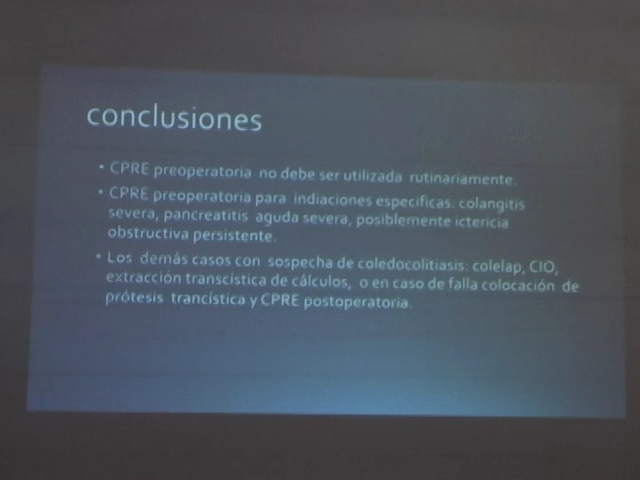 conclusiones
• CPRE preoperatoria no debe ser utilizada rutinariamente.
• CPRE preoperatoria para indiaciones especificas: colangitis
severa, pancreatitis aguda severa, posiblemente ictericia
obstructiva persistente.
• Los demás casos con sospecha de coledocolitiasis: colelap, CIO,
extracción transcística de cálculos, o en caso de falla colocación de
prótesis trancística y CPRE postoperatoria.